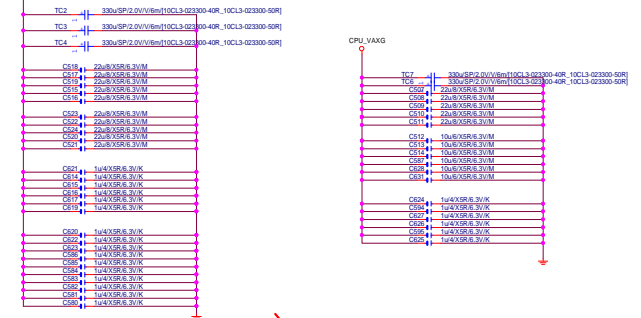 TC2 330u/SP/2.0V/V/6m/[10CL3-023300-40R_10CL3-023300-50R]
1
TC3 330u/SP/2.0V/V/6m/[10CL3-023300-40R_10CL3-023300-50R]
1
TC4 330u/SP/2.0V/V/6m/[10CL3-023300-40R_10CL3-023300-50R]
1
C518 22u/8/X5R/6.3V/M
C517 22u/8/X5R/6.3V/M
C519 22u/8/X5R/6.3V/M
C515 22u/8/X5R/6.3V/M
C516 22u/8/X5R/6.3V/M
C523 22u/8/X5R/6.3V/M
C522 22u/8/X5R/6.3V/M
C524 22u/8/X5R/6.3V/M
C520 22u/8/X5R/6.3V/M
C521 22u/8/X5R/6.3V/M
C621 1u/4/X5R/6.3V/K
C614 1u/4/X5R/6.3V/K
C615 1u/4/X5R/6.3V/K
C616 1u/4/X5R/6.3V/K
C617 1u/4/X5R/6.3V/K
C619 1u/4/X5R/6.3V/K
C620 1u/4/X5R/6.3V/K
C622 1u/4/X5R/6.3V/K
C623 1u/4/X5R/6.3V/K
C586 1u/4/X5R/6.3V/K
C585 1u/4/X5R/6.3V/K
C584 1u/4/X5R/6.3V/K
C583 1u/4/X5R/6.3V/K
C582 1u/4/X5R/6.3V/K
C581 1u/4/X5R/6.3V/K
C580 1u/4/X5R/6.3V/K
CPU_VAXG
TC7 330u/SP/2.0V/V/6m/[10CL3-023300-40R_10CL3-023300-50R]
TC6 330u/SP/2.0V/V/6m/[10CL3-023300-40R_10CL3-023300-50R]
C507 22u/8/X5R/6.3V/M
C508 22u/8/X5R/6.3V/M
C509 22u/8/X5R/6.3V/M
C510 22u/8/X5R/6.3V/M
C511 22u/8/X5R/6.3V/M
C512 10u/6/X5R/6.3V/M
C513 10u/6/X5R/6.3V/M
C514 10u/6/X5R/6.3V/M
C587 10u/6/X5R/6.3V/M
C628 10u/6/X5R/6.3V/M
C631 10u/6/X5R/6.3V/M
C624 1u/4/X5R/6.3V/K
C594 1u/4/X5R/6.3V/K
C627 1u/4/X5R/6.3V/K
C626 1u/4/X5R/6.3V/K
C595 1u/4/X5R/6.3V/K
C625 1u/4/X5R/6.3V/K